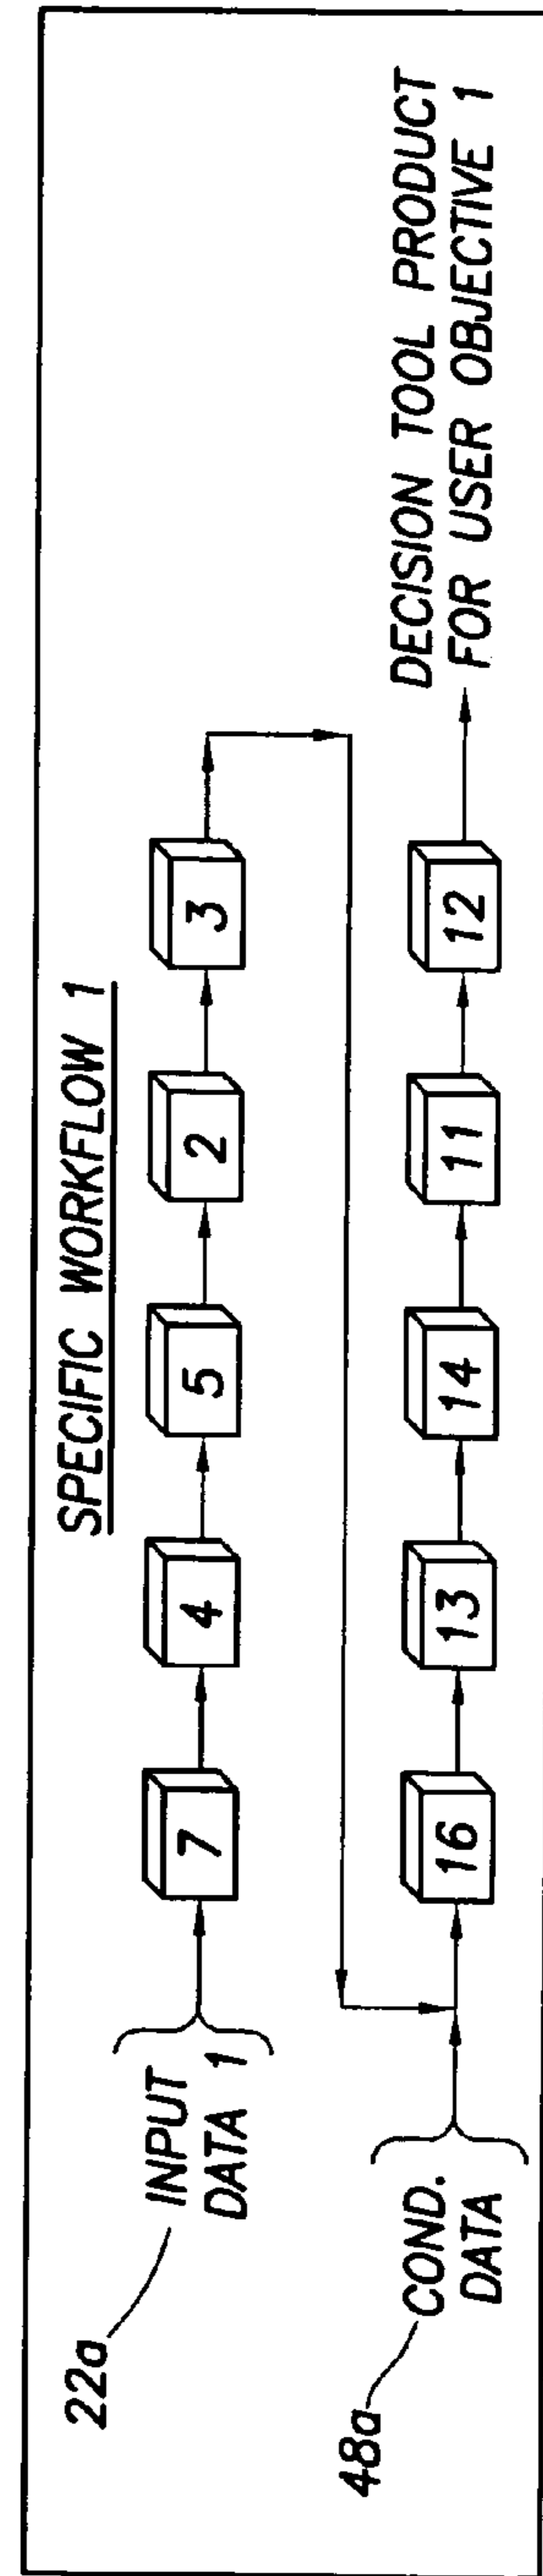 SPECIFIC WORKFLOW 1
22a
INPUT
DATA 1
7
4
5
2
3
48a
COND.
DATA
16
13
14
11
12
DECISION TOOL PRODUCT
FOR USER OBJECTIVE 1